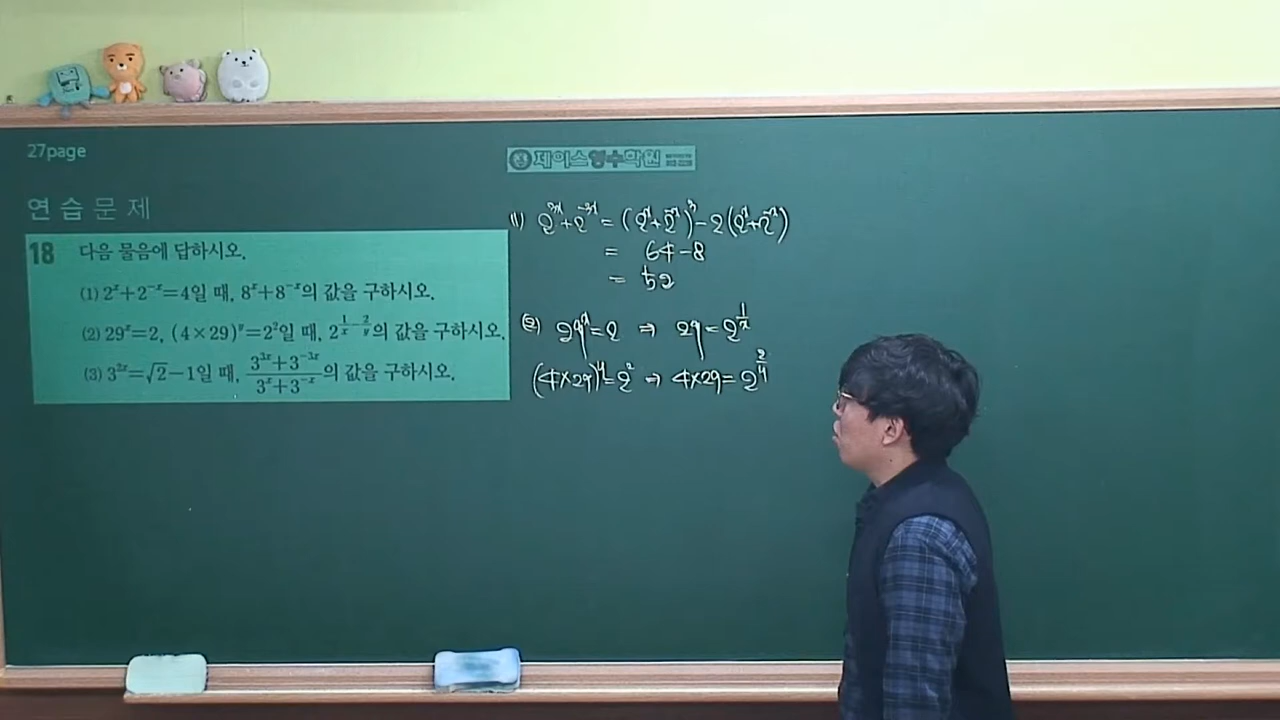 27page
제이스영수학원
연습문제
18 다음 물음에 답하시오.
(1) 2^x+2^{-x}=4일 때, 8^x+8^{-x}의 값을 구하시오.
(2) 29^x=2, (4×29)^y=2^2일 때, 2^{1/x-2/y}의 값을 구하시오.
(3) 3^{2x}=√2-1일 때, (3^{3x}+3^{-3x})/(3^x+3^{-x})의 값을 구하시오.
(1) 2^{3x}+2^{-3x}=(2^x+2^{-x})^3-2(2^x+2^{-x})
= 64-8
= 52
(2) 29^x=2 ⇒ 29=2^{1/x}
(4×29)^y=2^2 ⇒ 4×29=2^{2/y}